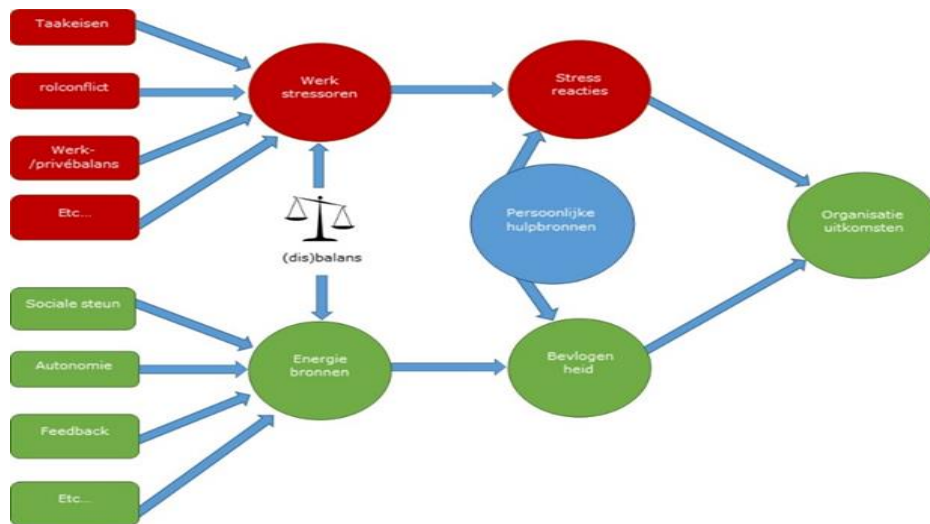 Taakeisen
rolconflict
Werk-
/privébalans
Etc...
Werk
stressoren
Stress
reacties
(dis)balans
Persoonlijke
hulpbronnen
Organisatie
uitkomsten
Sociale steun
Autonomie
Feedback
Etc...
Energie
bronnen
Bevlogen
heid